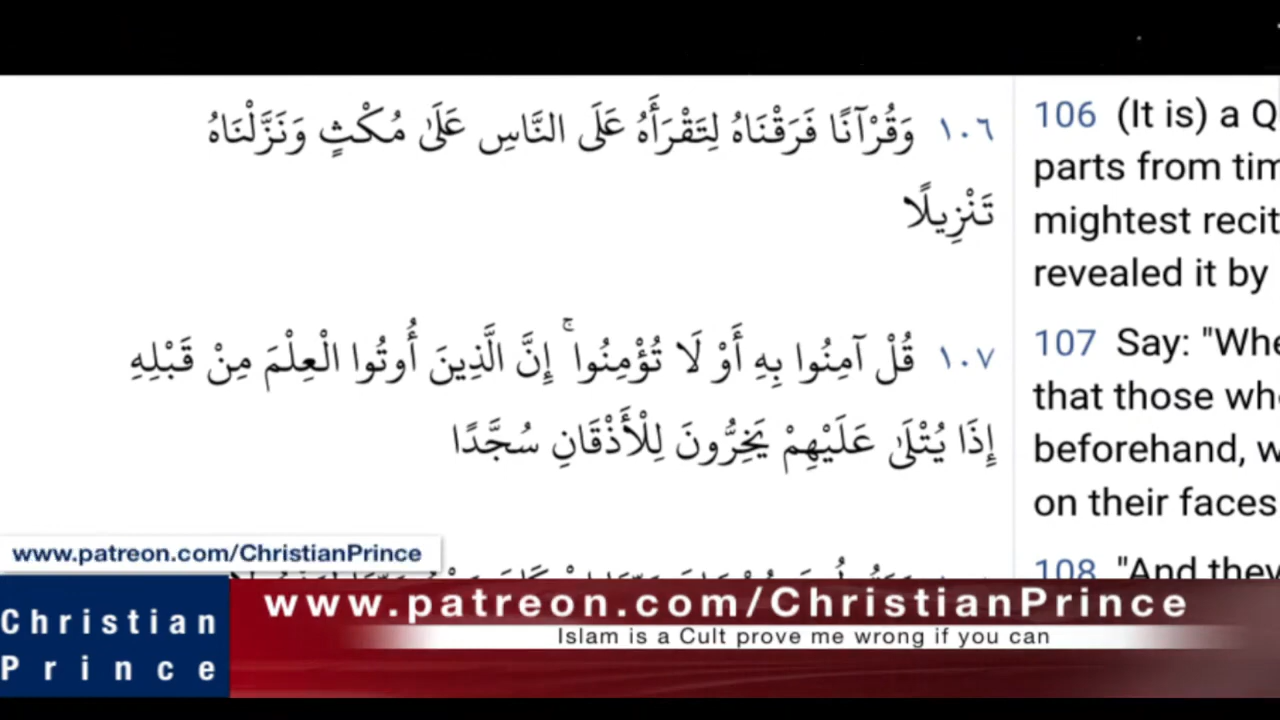 ١٠٦ وَقُرْآنًا فَرَقْنَاهُ لِتَقْرَأَهُ عَلَى النَّاسِ عَلَىٰ مُكْثٍ وَنَزَّلْنَاهُ
تَنْزِيلًا
106 (It is) a Q
parts from tim
mightest recit
revealed it by
١٠٧ قُلْ آمِنُوا بِهِ أَوْ لَا تُؤْمِنُوا ۚ إِنَّ الَّذِينَ أُوتُوا الْعِلْمَ مِنْ قَبْلِهِ
إِذَا يُتْلَىٰ عَلَيْهِمْ يَخِرُّونَ لِلْأَذْقَانِ سُجَّدًا
107 Say: "Whe
that those wh
beforehand, w
on their faces
108 "And they
www.patreon.com/ChristianPrince
Christian
Prince
www.patreon.com/ChristianPrince
Islam is a Cult prove me wrong if you can